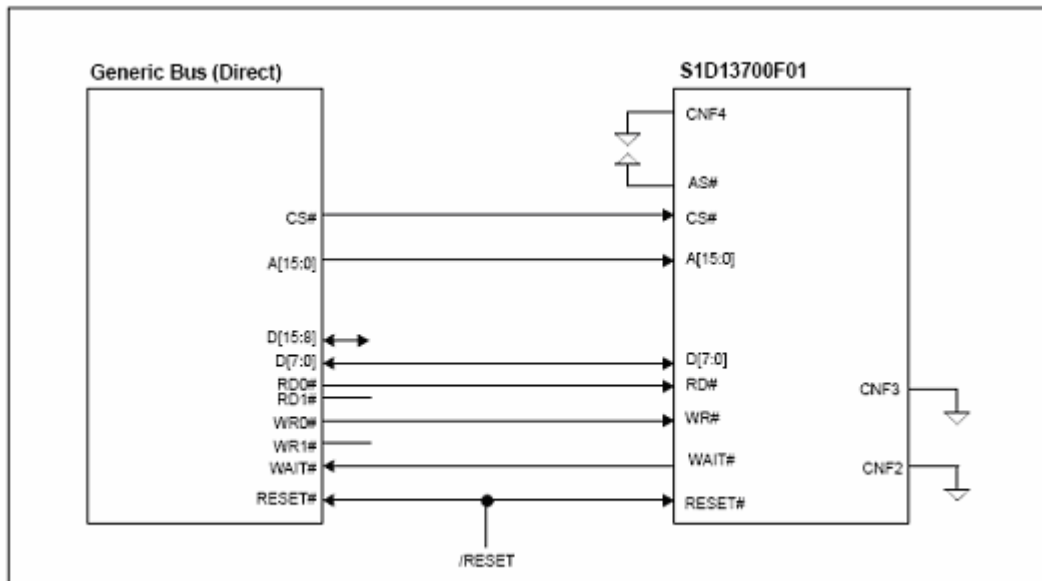 Generic Bus (Direct)
S1D13700F01
CNF4
AS#
CS#
CS#
A[15:0]
A[15:0]
D[15:8]
D[7:0]
D[7:0]
RD0#
RD#
RD1#
CNF3
WR0#
WR#
WR1#
WAIT#
WAIT#
CNF2
RESET#
RESET#
/RESET